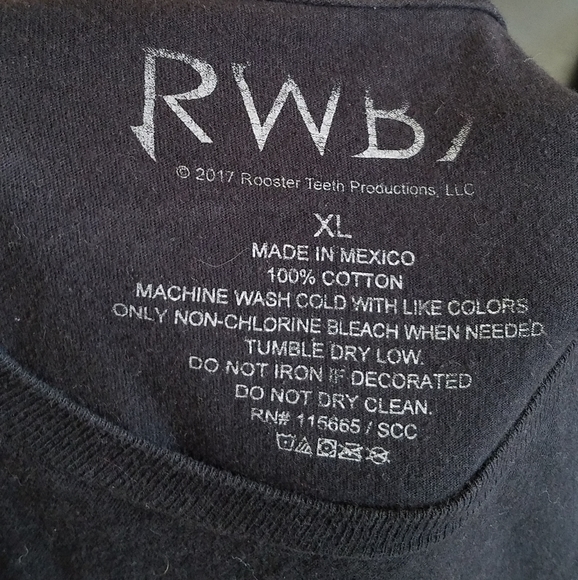 RWBY
© 2017 Rooster Teeth Productions, LLC
XL
MADE IN MEXICO
100% COTTON
MACHINE WASH COLD WITH LIKE COLORS
ONLY NON-CHLORINE BLEACH WHEN NEEDED
TUMBLE DRY LOW.
DO NOT IRON IF DECORATED
DO NOT DRY CLEAN.
RN# 115665 / SCC